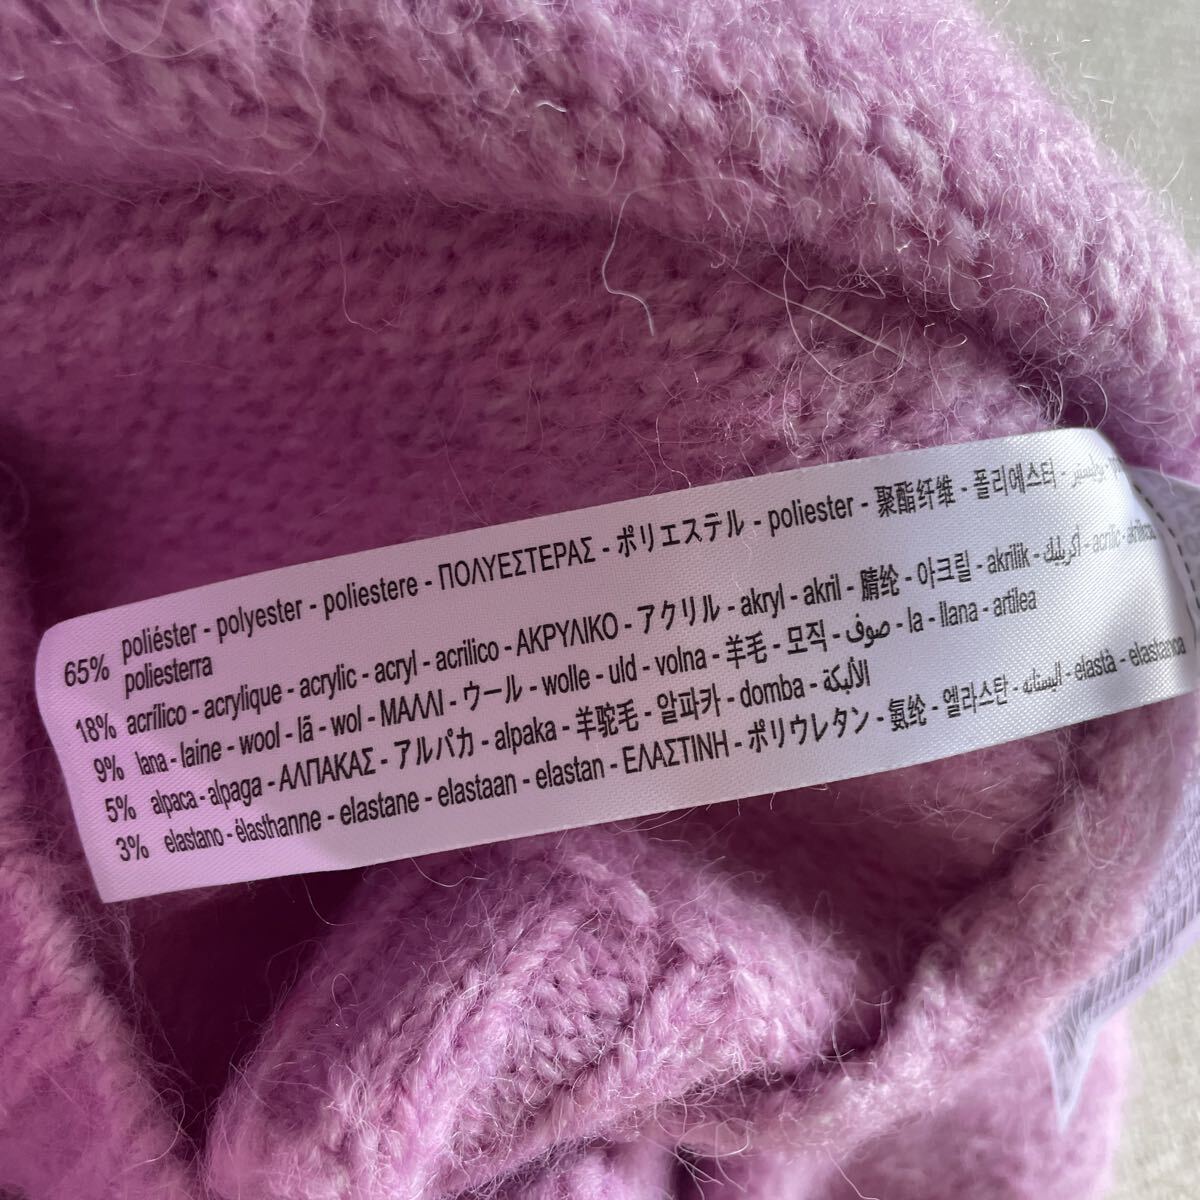 65% poliéster - polyester - poliestere - ΠΟΛΥΕΣΤΕΡΑΣ - ポリエステル - poliester - 聚酯纤维 - 폴리에스터 -
poliesterra
18% acrílico - acrylique - acrylic - acryl - acrilico - ΑΚΡΥΛΙΚΟ - アクリル - akryl - akril - 腈纶 - 아크릴 - akrilik - أكريليك - acrílic - akrilikoa
9% lana - laine - wool - lã - wol - ΜΑΛΛΙ - ウール - wolle - uld - volna - 羊毛 - 모직 - صوف - la - llana - artilea
5% alpaca - alpaga - ΑΛΠΑΚΑΣ - アルパカ - alpaka - 羊驼毛 - 알파카 - domba - الألبكة
3% elastano - élasthanne - elastane - elastaan - elastan - ΕΛΑΣΤΙΝΗ - ポリウレタン - 氨纶 - 엘라스탄 - اليستانه - elastà - elastanoa